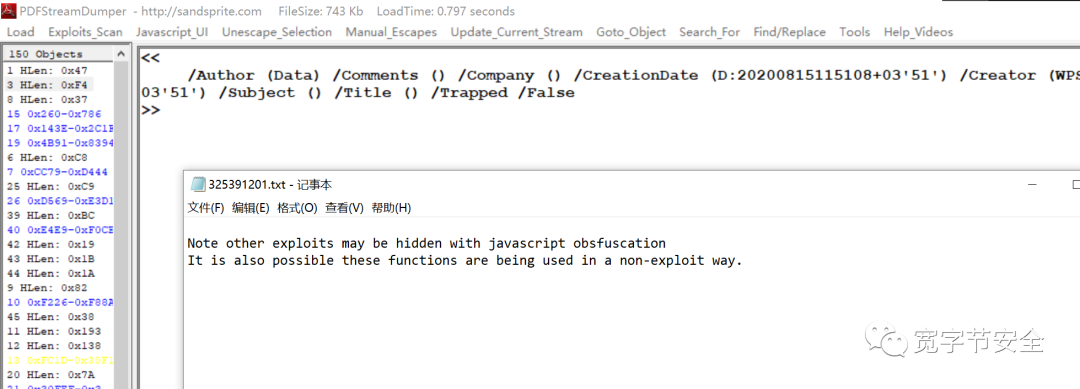 PDFStreamDumper - http://sandsprite.com FileSize: 743 Kb LoadTime: 0.797 seconds
Load Exploits_Scan Javascript_UI Unescape_Selection Manual_Escapes Update_Current_Stream Goto_Object Search_For Find/Replace Tools Help_Videos
150 Objects
1 HLen: 0x47
3 HLen: 0xF4
8 HLen: 0x37
15 0x260-0x786
17 0x143E-0x2C1F
19 0x4B91-0x8394
6 HLen: 0xC8
7 0xCC79-0xD444
25 HLen: 0xC9
26 0xD569-0xE3D1
39 HLen: 0xBC
40 0xE4E9-0xF0CE
42 HLen: 0x19
43 HLen: 0x1B
44 HLen: 0x1A
9 HLen: 0x82
10 0xF226-0xF88A
45 HLen: 0x38
11 HLen: 0x193
12 HLen: 0x138
20 HLen: 0x7A
<<
/Author (Data) /Comments () /Company () /CreationDate (D:20200815115108+03'51') /Creator (WPS
03'51') /Subject () /Title () /Trapped /False
>>
325391201.txt - 记事本
文件(F) 编辑(E) 格式(O) 查看(V) 帮助(H)
Note other exploits may be hidden with javascript obsfuscation
It is also possible these functions are being used in a non-exploit way.
宽字节安全